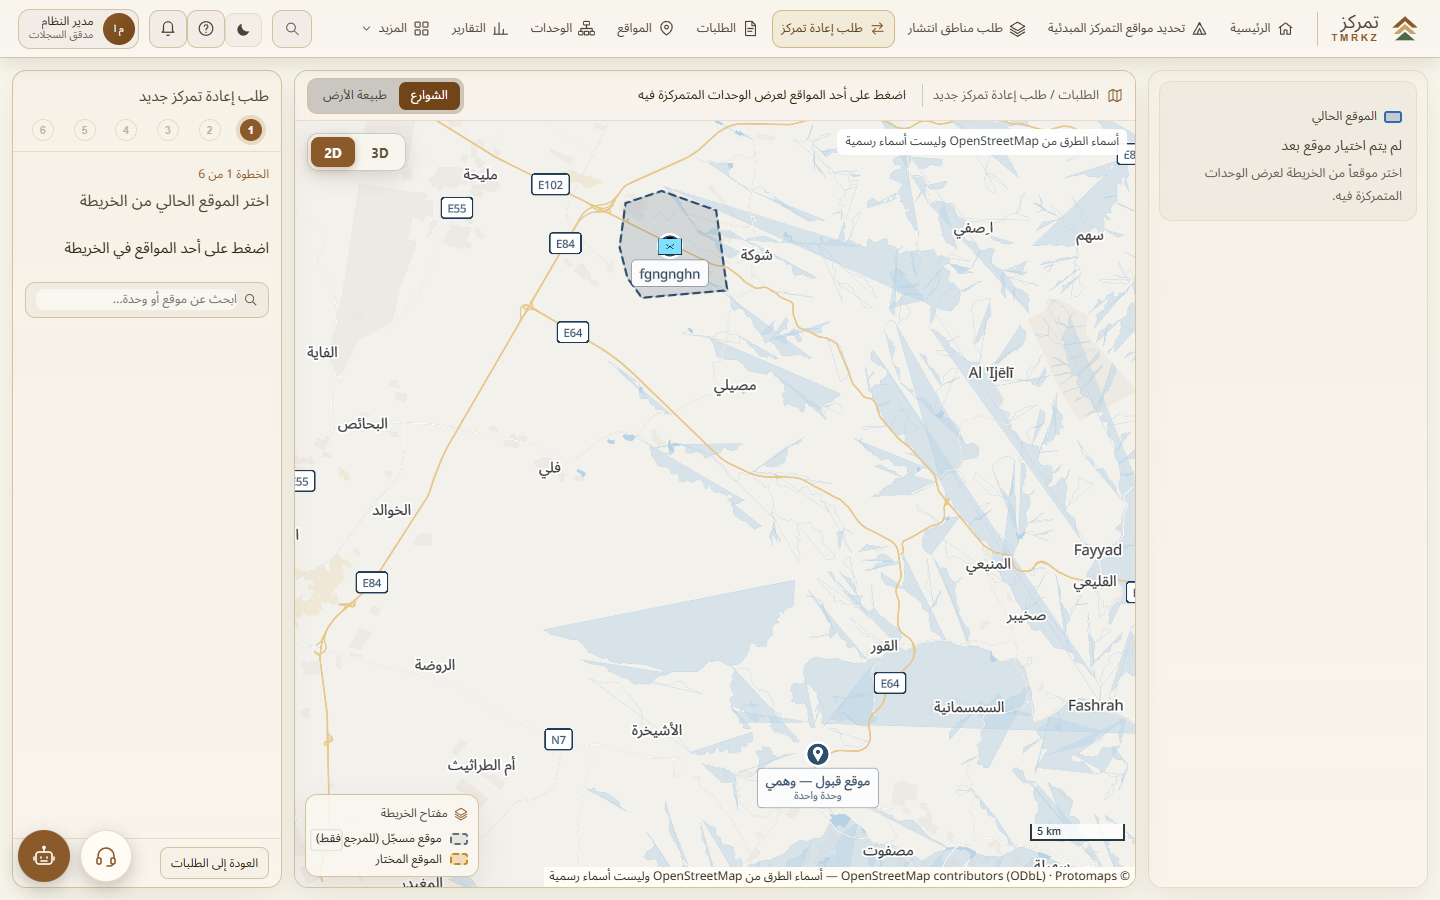 تمركز
TMRKZ
الرئيسية
تحديد مواقع التمركز المبدئية
طلب مناطق انتشار
طلب إعادة تمركز
الطلبات
المواقع
الوحدات
التقارير
المزيد
م ا
مدير النظام
مدقق السجلات
الموقع الحالي
لم يتم اختيار موقع بعد
اختر موقعاً من الخريطة لعرض الوحدات
المتمركزة فيه.
الطلبات / طلب إعادة تمركز جديد
اضغط على أحد المواقع لعرض الوحدات المتمركزة فيه
الشوارع
طبيعة الأرض
2D
3D
أسماء الطرق من OpenStreetMap وليست أسماء رسمية
مليحة
E102
E55
E84
شوكة
سهم
fgngnghn
E64
الفاية
مصيلي
Al 'Ijēlī
البحائص
فلي
الخوالد
Fayyad
المنيعي
القليعي
E84
صخيبر
القور
الروضة
E64
السمسمانية
Fashrah
الأشيخرة
N7
أم الطرائيث
موقع قبول — وهمي
وحدة واحدة
مفتاح الخريطة
موقع مسجّل (للمرجع فقط)
الموقع المختار
5 km
مصفوت
© OpenStreetMap contributors (ODbL) · Protomaps — أسماء الطرق من OpenStreetMap وليست أسماء رسمية
طلب إعادة تمركز جديد
1
2
3
4
5
6
الخطوة 1 من 6
اختر الموقع الحالي من الخريطة
اضغط على أحد المواقع في الخريطة
ابحث عن موقع أو وحدة...
العودة إلى الطلبات